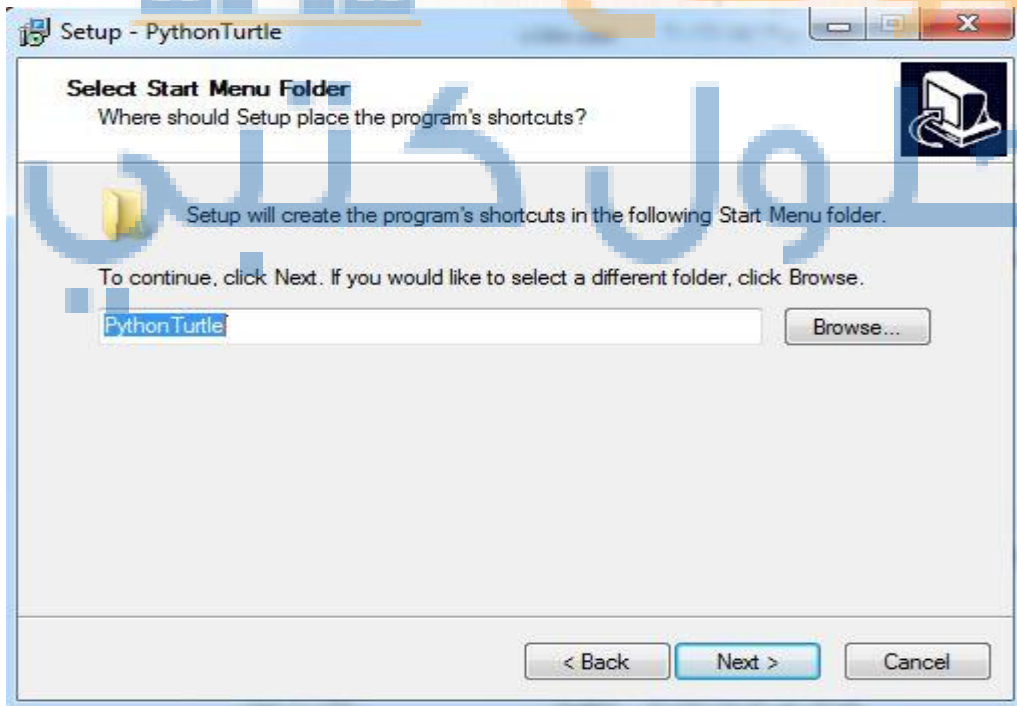 Setup - PythonTurtle
Select Start Menu Folder
Where should Setup place the program's shortcuts?
حلول كتبي
Setup will create the program's shortcuts in the following Start Menu folder.
To continue, click Next. If you would like to select a different folder, click Browse.
PythonTurtle
Browse...
< Back
Next >
Cancel